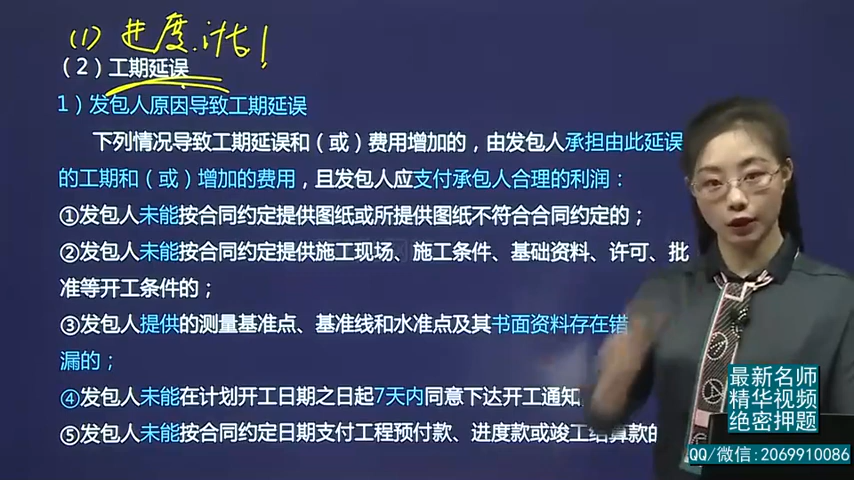 (1) 进度.计划!
(2)工期延误
1)发包人原因导致工期延误
下列情况导致工期延误和(或)费用增加的,由发包人承担由此延误
的工期和(或)增加的费用,且发包人应支付承包人合理的利润:
①发包人未能按合同约定提供图纸或所提供图纸不符合合同约定的;
②发包人未能按合同约定提供施工现场、施工条件、基础资料、许可、批
准等开工条件的;
③发包人提供的测量基准点、基准线和水准点及其书面资料存在错
漏的;
④发包人未能在计划开工日期之日起7天内同意下达开工通知
⑤发包人未能按合同约定日期支付工程预付款、进度款或竣工结算款的
最新名师
精华视频
绝密押题
QQ/微信:2069910086